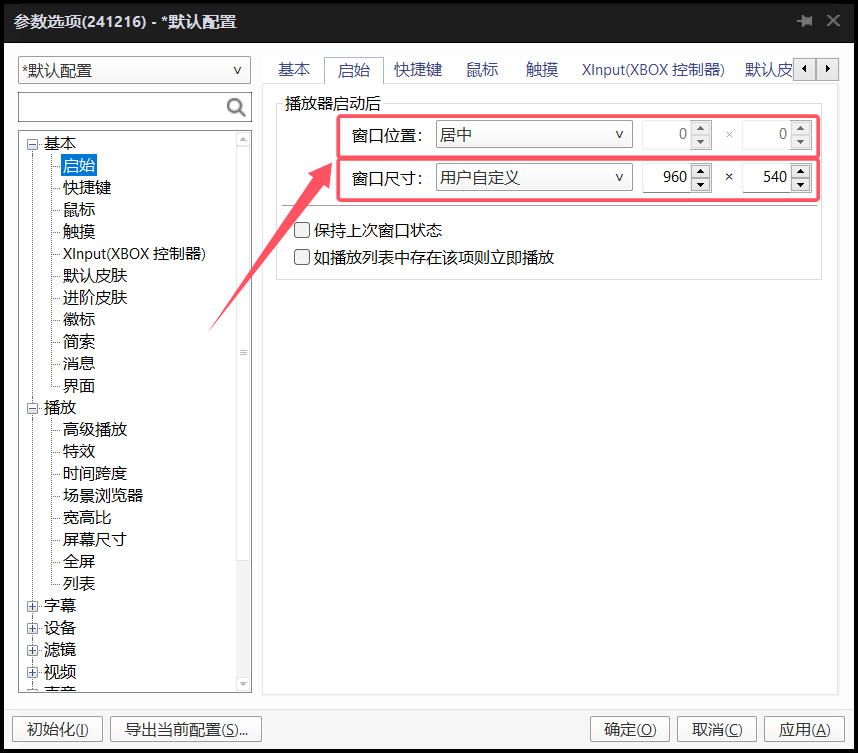 参数选项(241216) - *默认配置
*默认配置
基本 启始 快捷键 鼠标 触摸 XInput(XBOX 控制器) 默认皮
基本
启始
快捷键
鼠标
触摸
XInput(XBOX 控制器)
默认皮肤
进阶皮肤
徽标
简索
消息
界面
播放
高级播放
特效
时间跨度
场景浏览器
宽高比
屏幕尺寸
全屏
列表
字幕
设备
滤镜
视频
声音
播放器启动后
窗口位置: 居中 0 × 0
窗口尺寸: 用户自定义 960 × 540
保持上次窗口状态
如播放列表中存在该项则立即播放
初始化(I) 导出当前配置(S)... 确定(O) 取消(C) 应用(A)